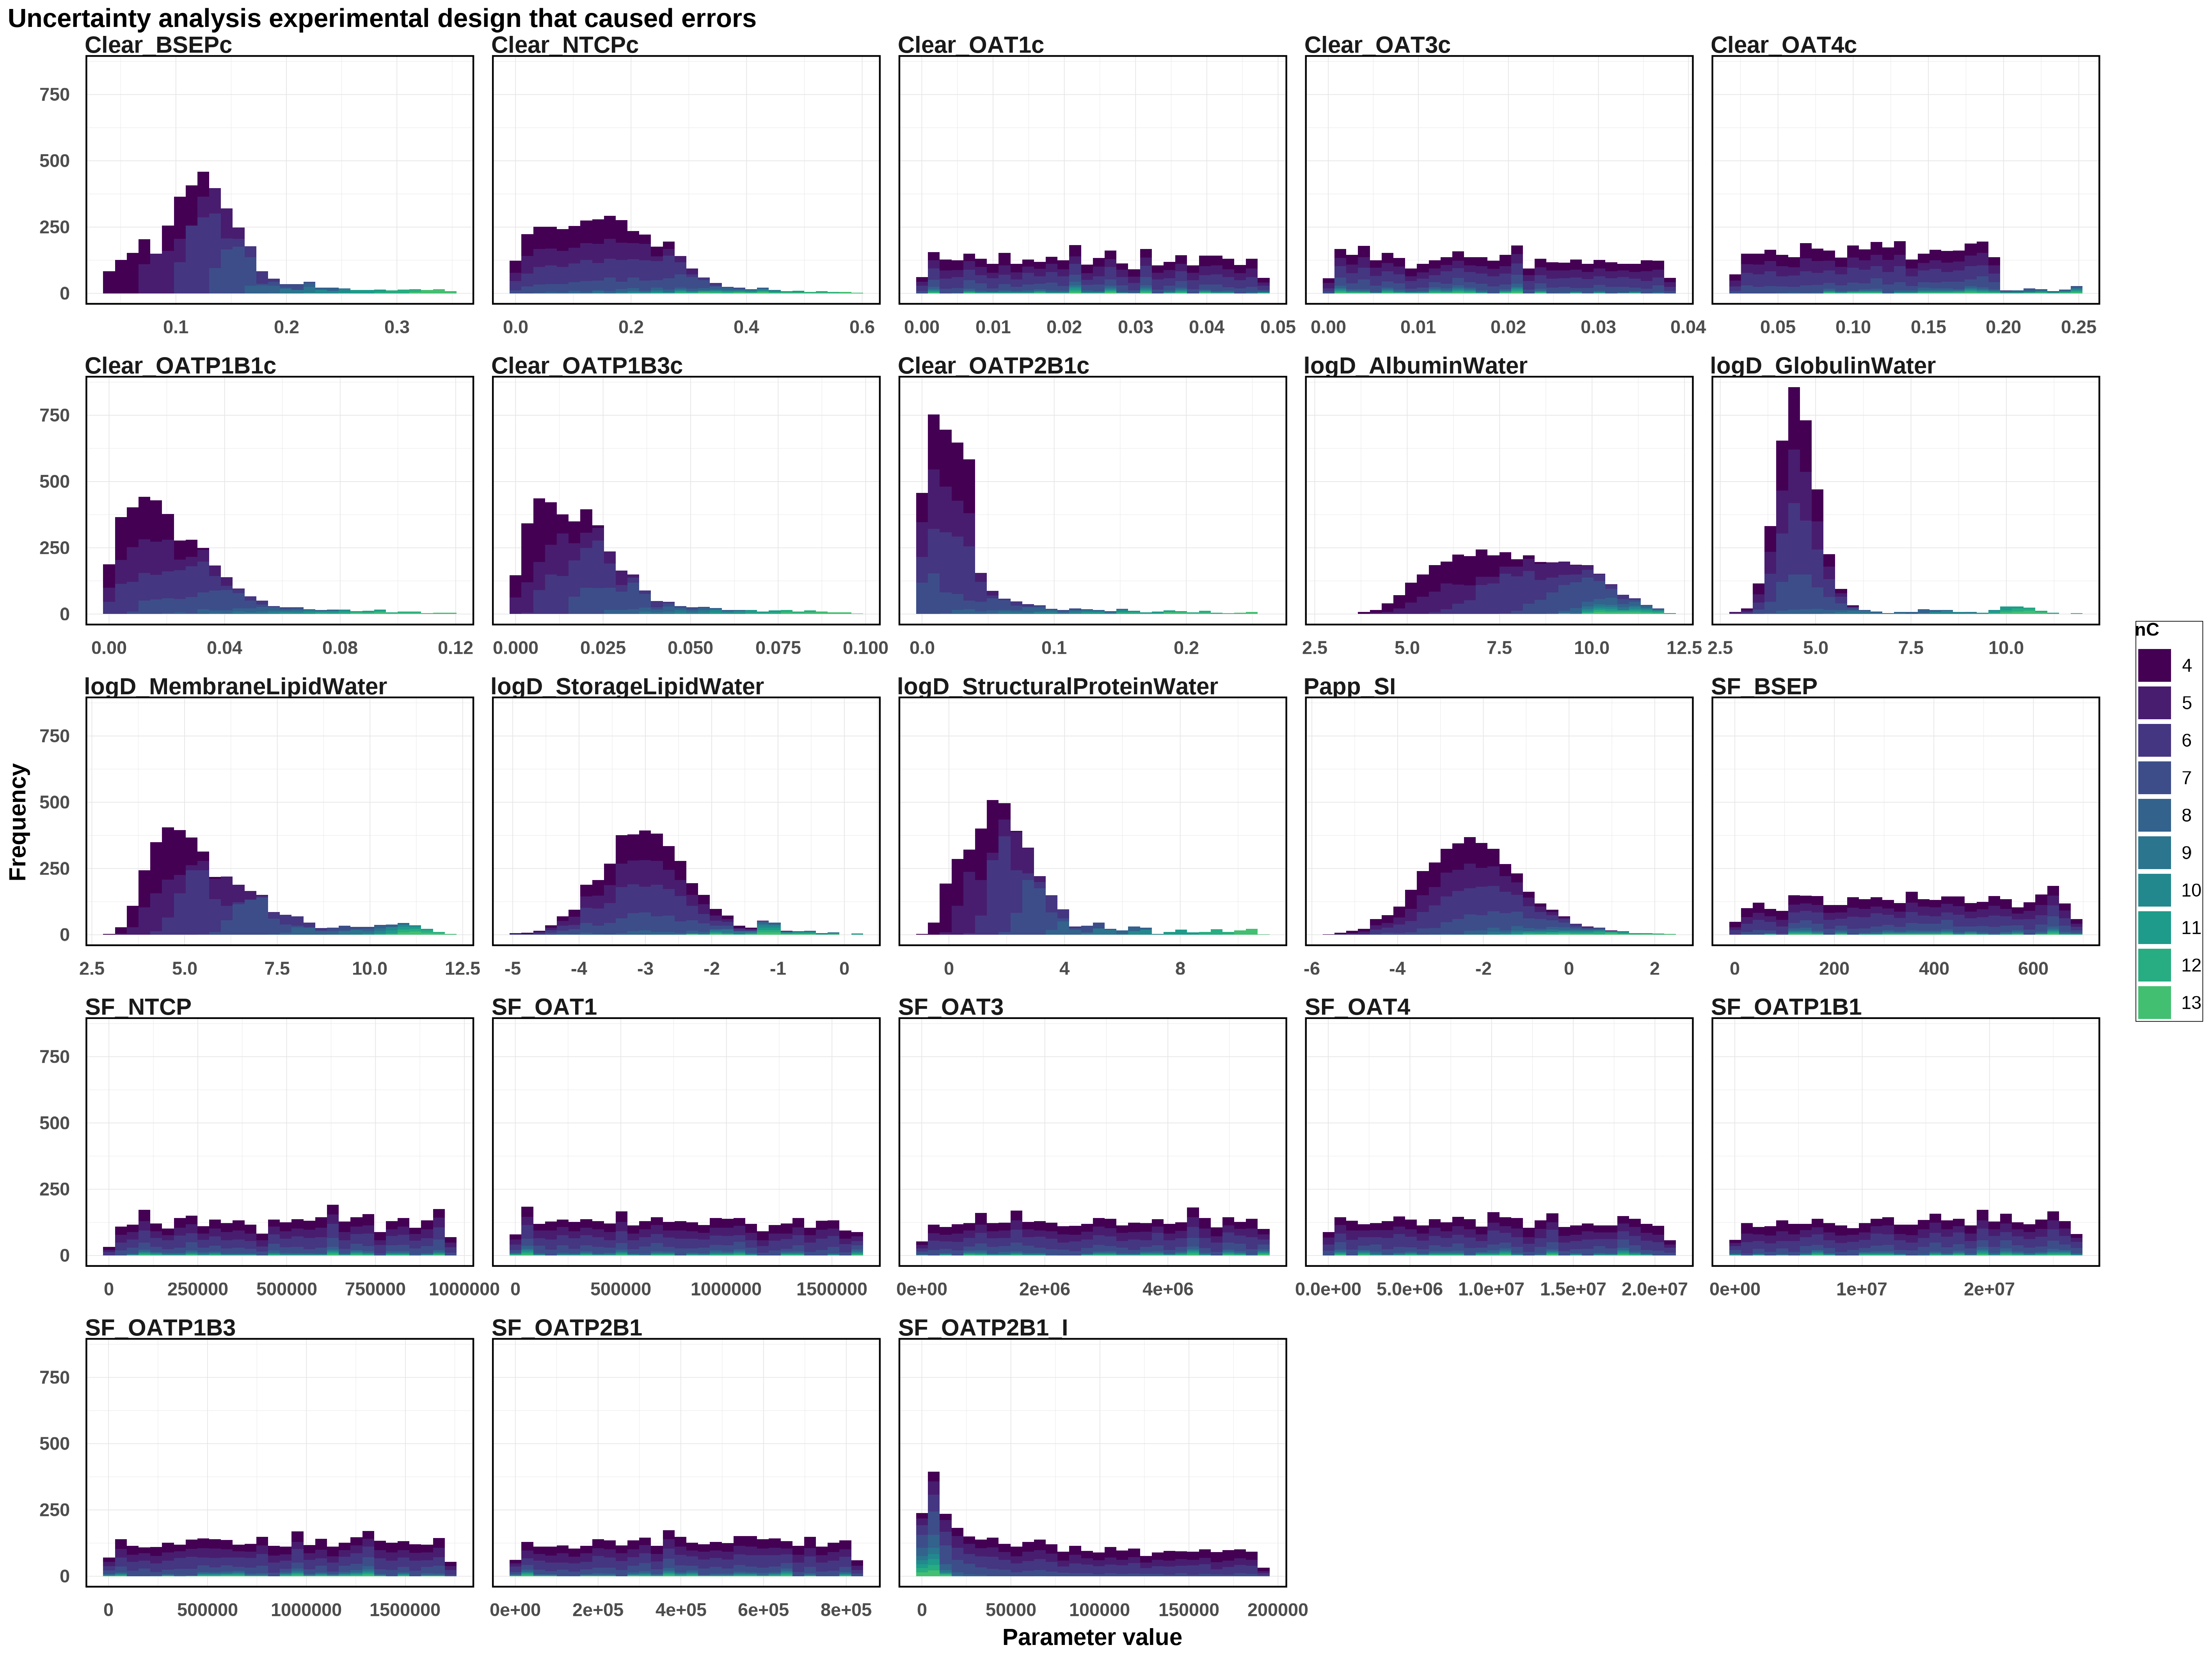 Uncertainty analysis experimental design that caused errors
Clear_BSEPc Clear_NTCPc Clear_OAT1c Clear_OAT3c Clear_OAT4c
750
500
250
0
0.1 0.2 0.3 0.0 0.2 0.4 0.6 0.00 0.01 0.02 0.03 0.04 0.05 0.00 0.01 0.02 0.03 0.04 0.05 0.10 0.15 0.20 0.25
Clear_OATP1B1c Clear_OATP1B3c Clear_OATP2B1c logD_AlbuminWater logD_GlobulinWater
750
500
250
0
0.00 0.04 0.08 0.12 0.000 0.025 0.050 0.075 0.100 0.0 0.1 0.2 2.5 5.0 7.5 10.0 12.5 2.5 5.0 7.5 10.0
logD_MembraneLipidWater logD_StorageLipidWater logD_StructuralProteinWater Papp_SI SF_BSEP
750
500
250
0
2.5 5.0 7.5 10.0 12.5 -5 -4 -3 -2 -1 0 0 4 8 -6 -4 -2 0 2 0 200 400 600
SF_NTCP SF_OAT1 SF_OAT3 SF_OAT4 SF_OATP1B1
750
500
250
0
0 250000 500000 750000 1000000 0 500000 1000000 1500000 0e+00 2e+06 4e+06 0.0e+00 5.0e+06 1.0e+07 1.5e+07 2.0e+07 0e+00 1e+07 2e+07
SF_OATP1B3 SF_OATP2B1 SF_OATP2B1_I
750
500
250
0
0 500000 1000000 1500000 0e+00 2e+05 4e+05 6e+05 8e+05 0 50000 100000 150000 200000
Parameter value
Frequency
nC
4
5
6
7
8
9
10
11
12
13